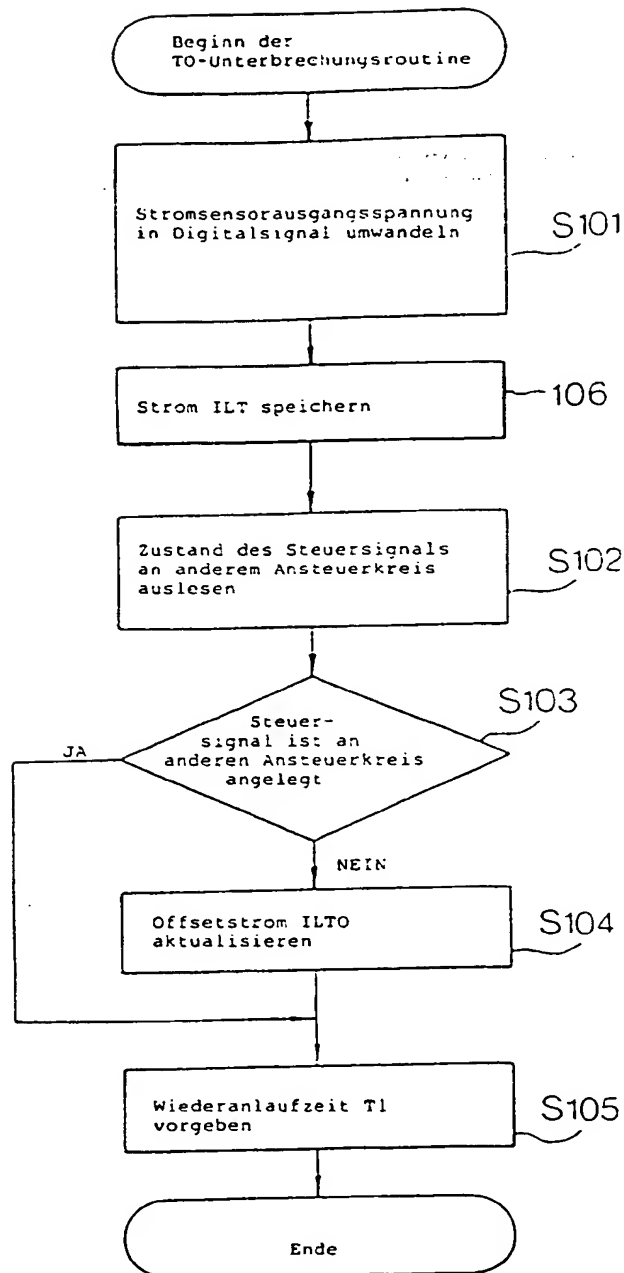 Beginn der
TO-Unterbrechungsroutine
Stromsensorausgangsspannung
in Digitalsignal umwandeln
S101
Strom ILT speichern
106
Zustand des Steuersignals
an anderem Ansteuerkreis
auslesen
S102
Steuer-
signal ist an
anderen Ansteuerkreis
angelegt
S103
JA
NEIN
Offsetstrom ILTO
aktualisieren
S104
Wiederanlaufzeit T1
vorgeben
S105
Ende